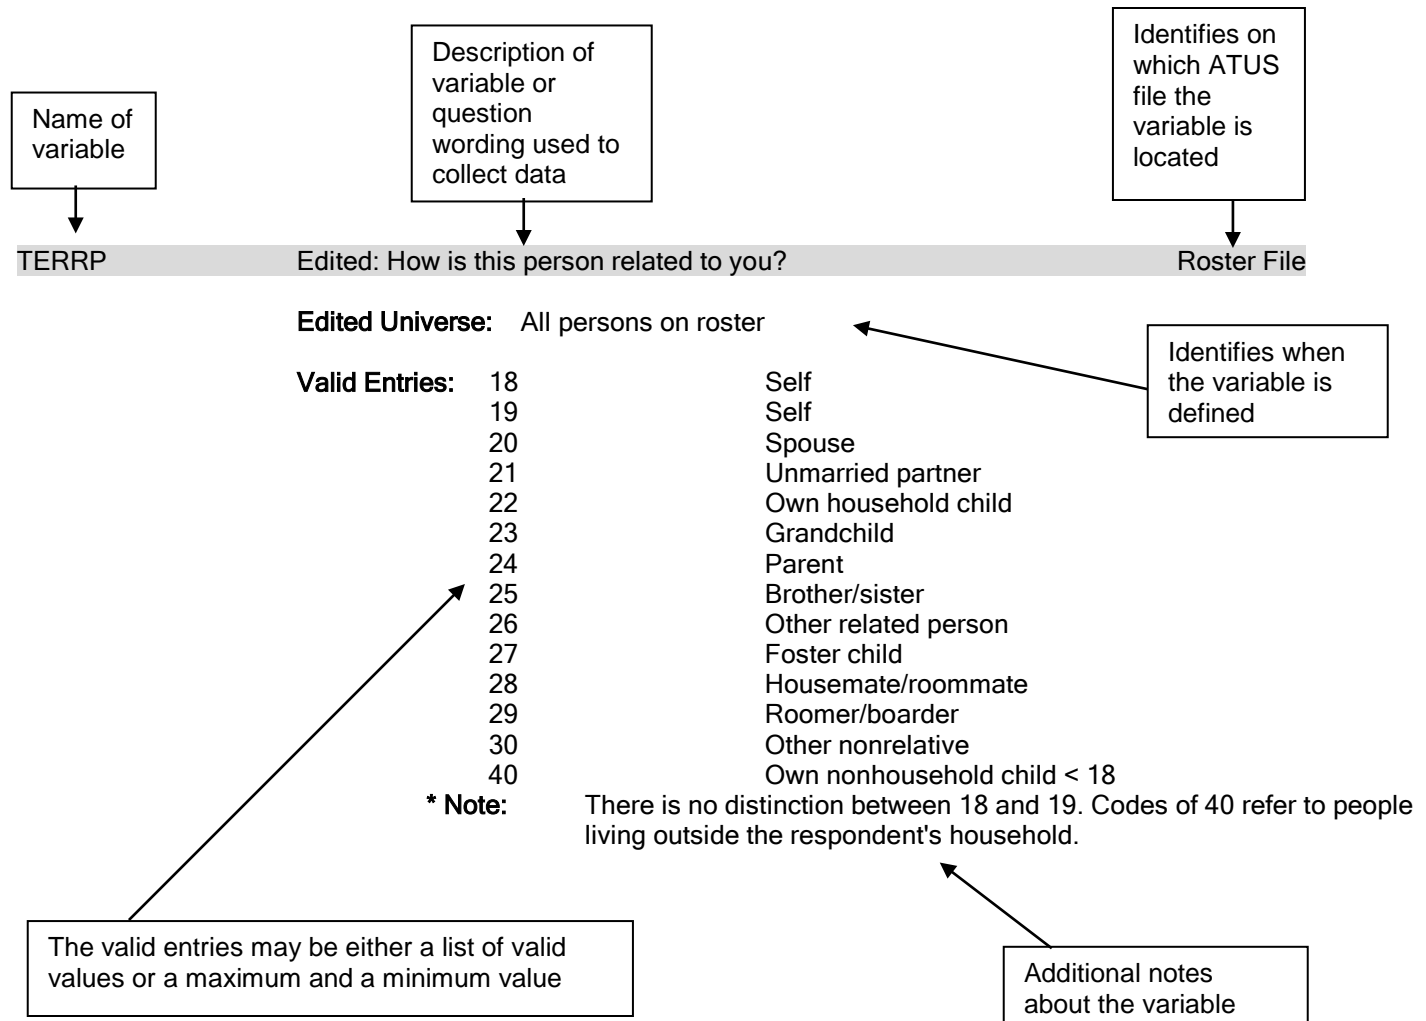 Description of
variable or
question
wording used to
collect data
Identifies on
which ATUS
file the
variable is
located
Name of
variable
TERRP Edited: How is this person related to you? Roster File
Edited Universe: All persons on roster
Identifies when
the variable is
defined
Valid Entries: 18 Self
19 Self
20 Spouse
21 Unmarried partner
22 Own household child
23 Grandchild
24 Parent
25 Brother/sister
26 Other related person
27 Foster child
28 Housemate/roommate
29 Roomer/boarder
30 Other nonrelative
40 Own nonhousehold child < 18
* Note: There is no distinction between 18 and 19. Codes of 40 refer to people
living outside the respondent's household.
The valid entries may be either a list of valid
values or a maximum and a minimum value
Additional notes
about the variable